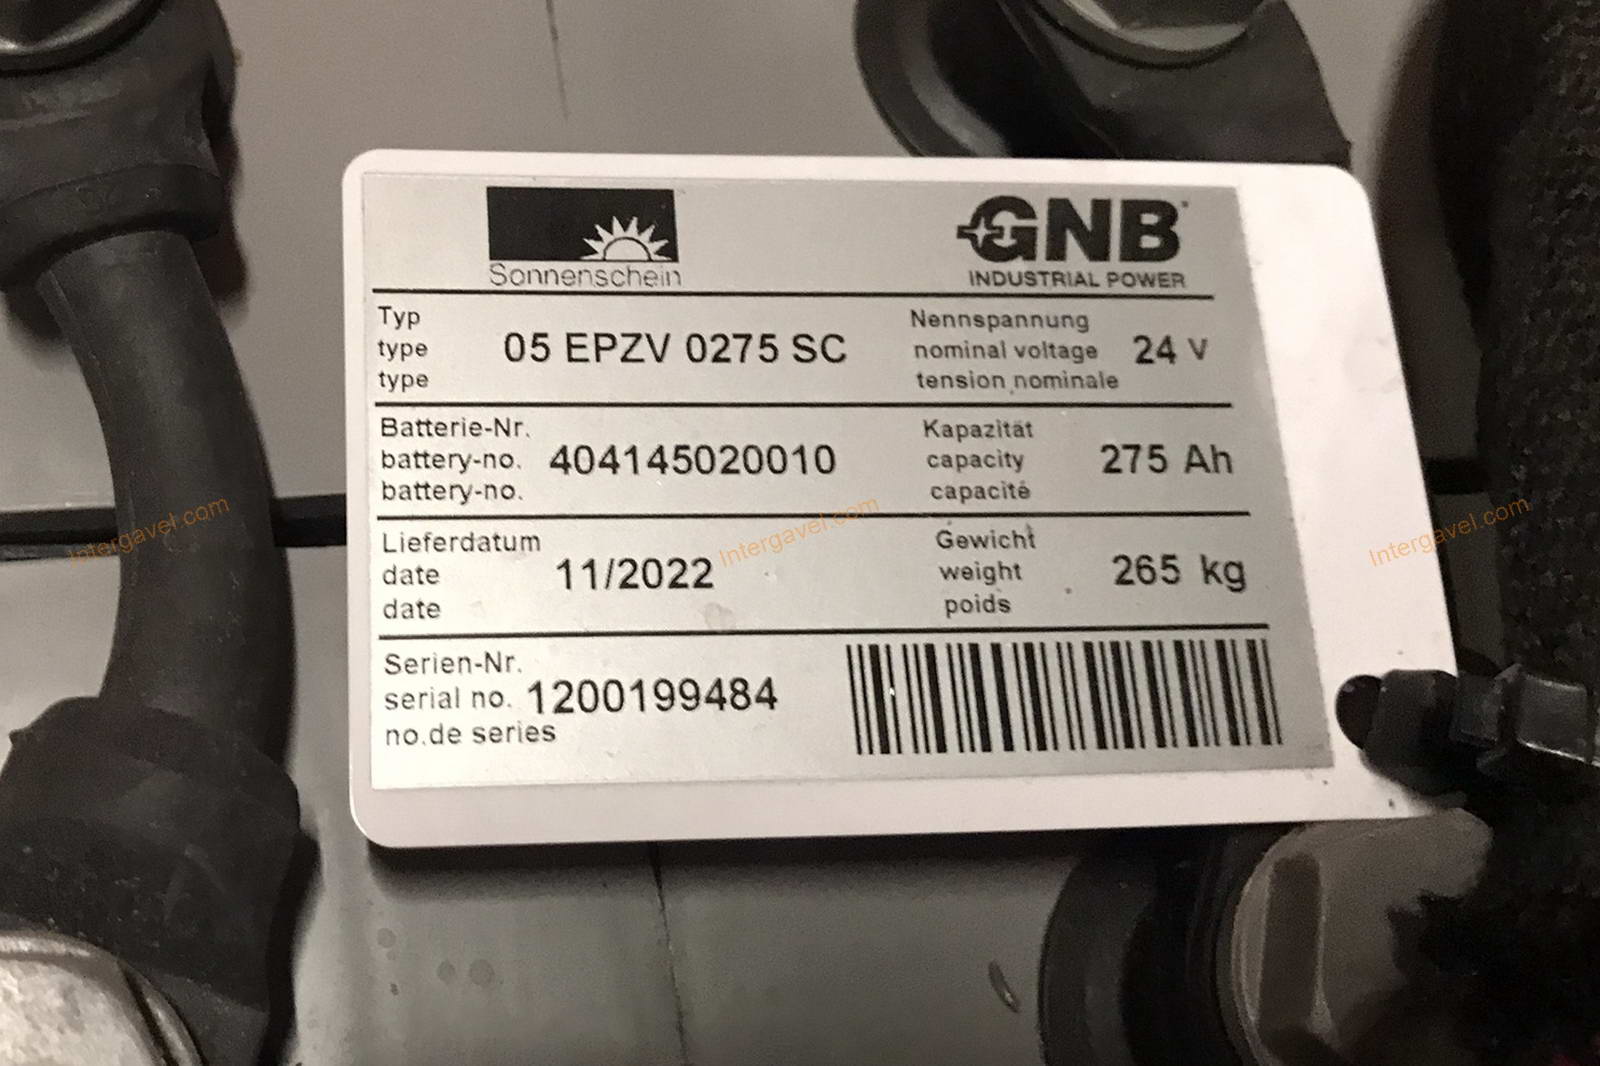 Sonnenschein
GNB
INDUSTRIAL POWER
Typ
type
type
05 EPZV 0275 SC
Nennspannung
nominal voltage
tension nominale
24 V
Batterie-Nr.
battery-no.
battery-no.
404145020010
Kapazität
capacity
capacité
275 Ah
Lieferdatum
date
date
11/2022
Gewicht
weight
poids
265 kg
Serien-Nr.
serial no.
no.de series
1200199484
Intergavel.com
Intergavel.com
Intergavel.com